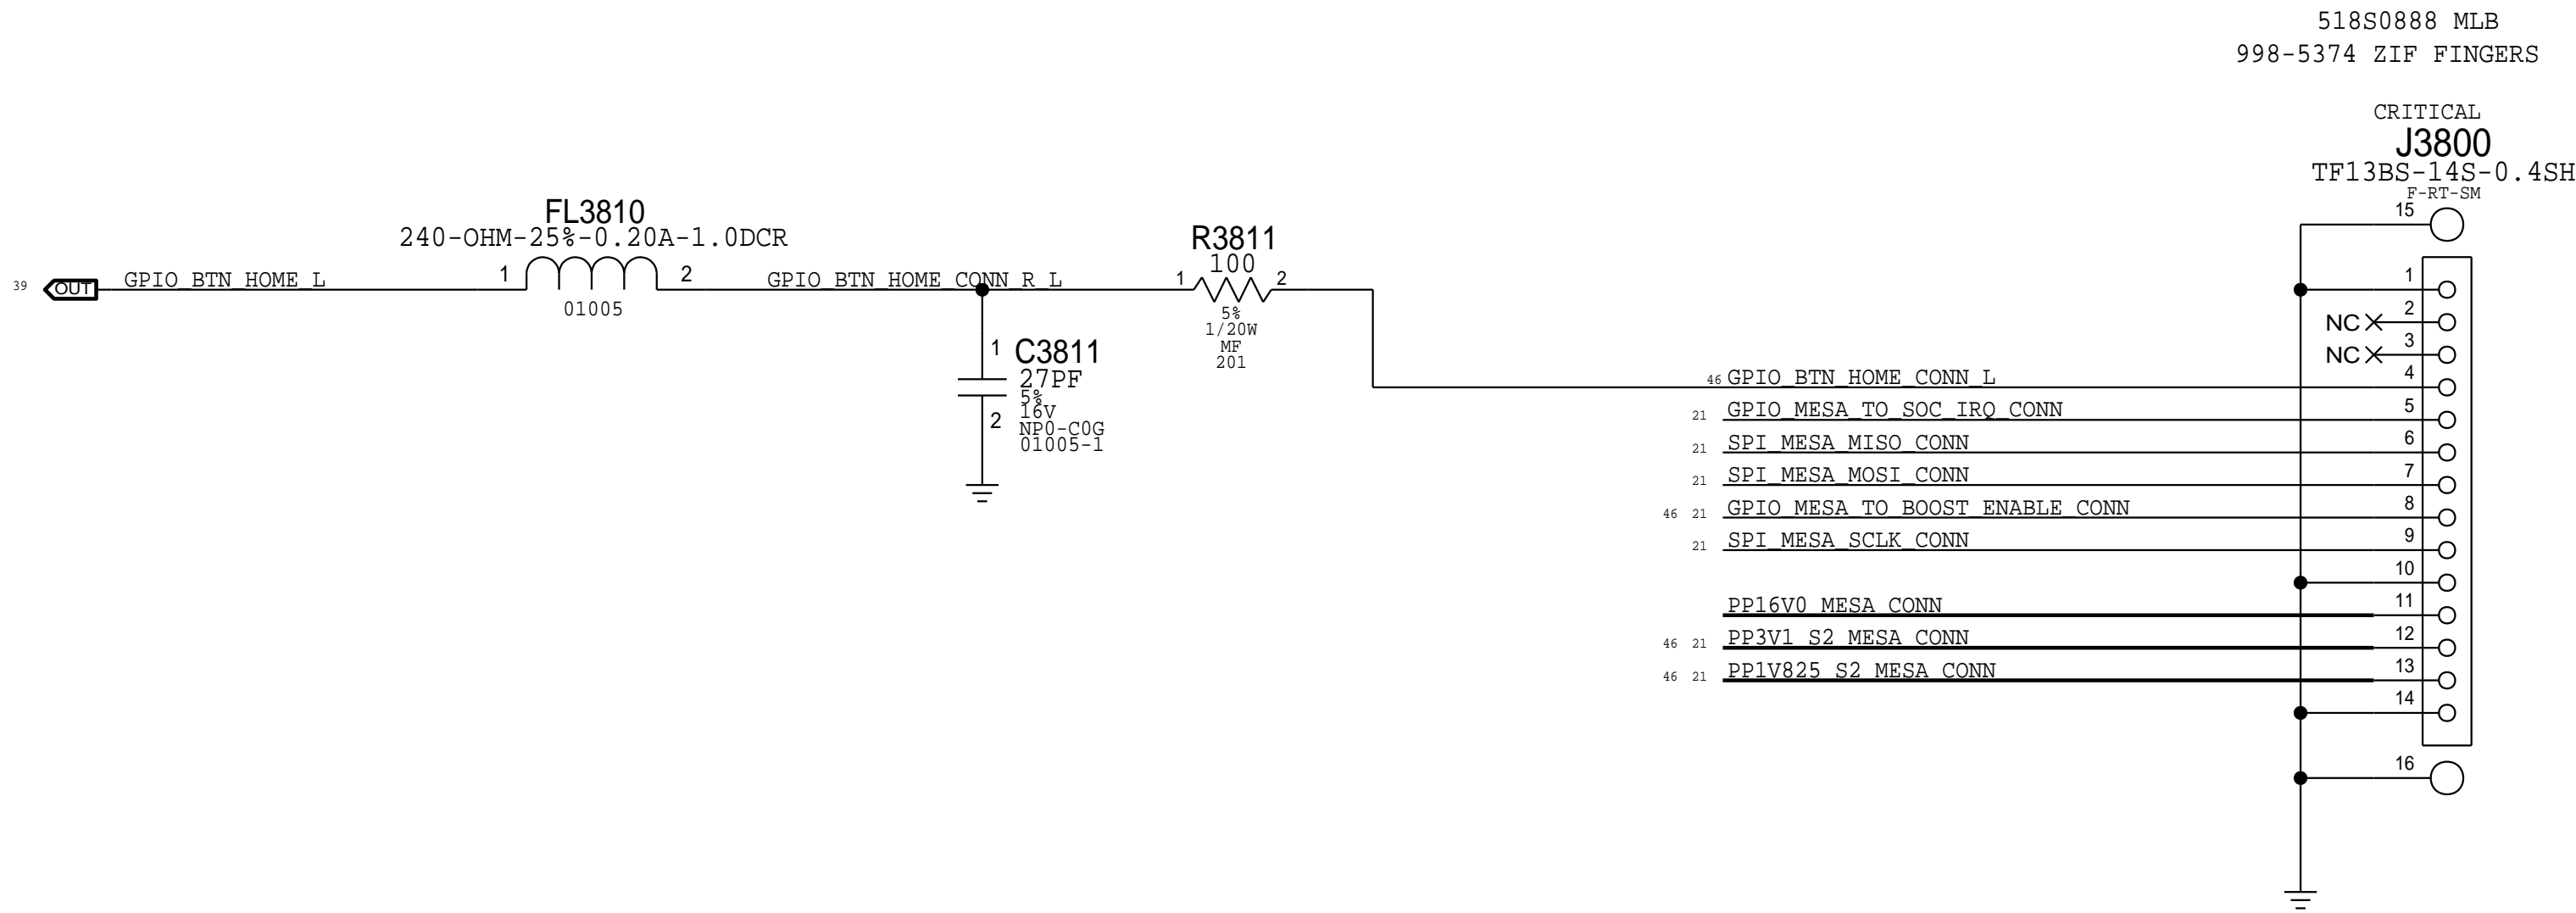 518S0888 MLB
998-5374 ZIF FINGERS
CRITICAL
J3800
TF13BS-14S-0.4SH
F-RT-SM
15
FL3810
240-OHM-25%-0.20A-1.0DCR
R3811
100
39 OUT GPIO_BTN_HOME_L 1 2 GPIO_BTN_HOME_CONN_R_L 1 2
01005
5%
1/20W
MF
201
1
NC 2
NC 3
1 C3811
27PF
5%
16V
2 NP0-C0G
01005-1
46 GPIO_BTN_HOME_CONN_L 4
21 GPIO_MESA_TO_SOC_IRQ_CONN 5
21 SPI_MESA_MISO_CONN 6
21 SPI_MESA_MOSI_CONN 7
46 21 GPIO_MESA_TO_BOOST_ENABLE_CONN 8
21 SPI_MESA_SCLK_CONN 9
10
PP16V0_MESA_CONN 11
46 21 PP3V1_S2_MESA_CONN 12
46 21 PP1V825_S2_MESA_CONN 13
14
16